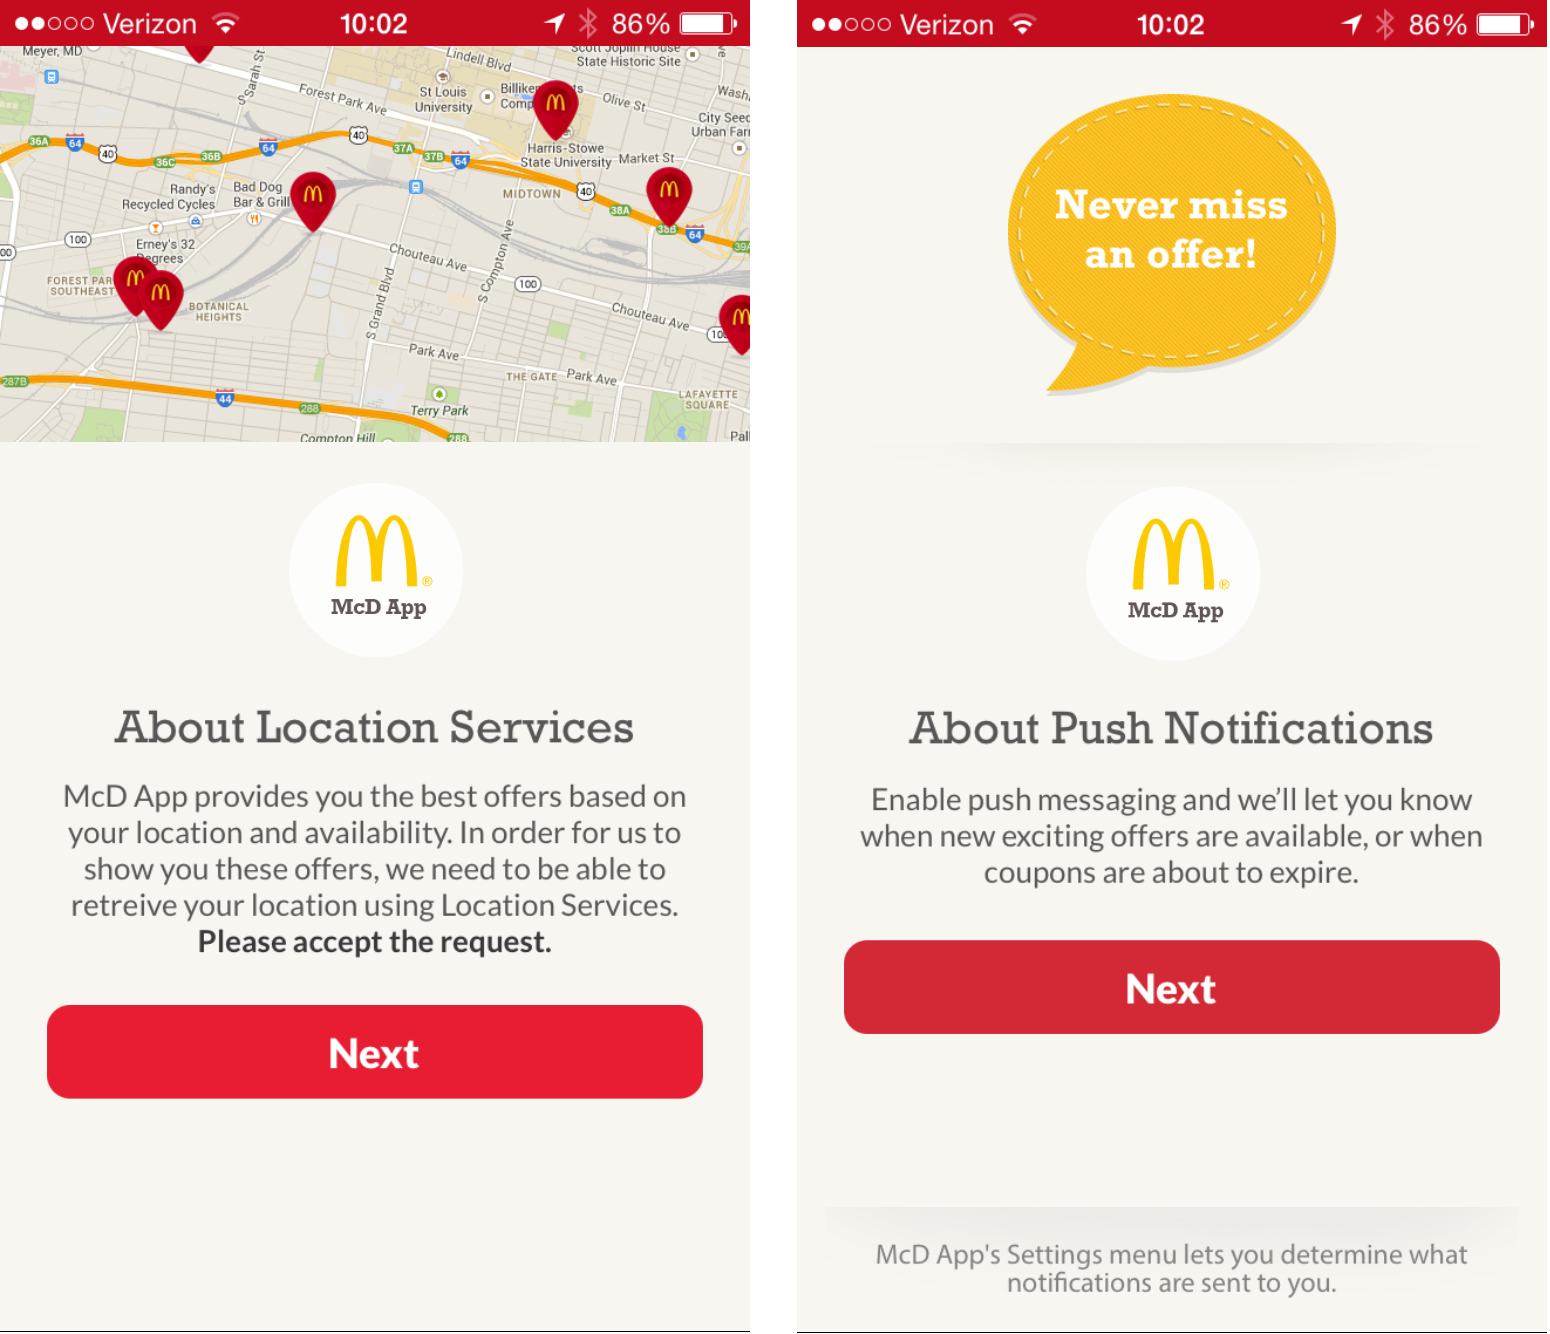 Verizon 10:02 86%
Meyer, MD
S Sarah St
Lindell Blvd
Scott Joplin House
State Historic Site
Forest Park Ave
St Louis
University
Olive St
City Seed
Urban Far
36A
64
40
36C
36B
64
40
37A
37B
64
Harris-Stowe
State University
Market St
Randy's
Recycled Cycles
Bad Dog
Bar & Grill
MIDTOWN
40
38A
38B
64
39A
100
00
Erney's 32
Degrees
Chouteau Ave
S Compton Ave
100
FOREST PAR
SOUTHEAST
BOTANICAL
HEIGHTS
S Grand Blvd
Chouteau Ave
10
Park Ave
THE GATE
Park Ave
287B
44
288
Terry Park
LAFAYETTE
SQUARE
Compton Hill
288
Pal
McD App
About Location Services
McD App provides you the best offers based on
your location and availability. In order for us to
show you these offers, we need to be able to
retreive your location using Location Services.
Please accept the request.
Next
Verizon 10:02 86%
Never miss
an offer!
McD App
About Push Notifications
Enable push messaging and we'll let you know
when new exciting offers are available, or when
coupons are about to expire.
Next
McD App's Settings menu lets you determine what
notifications are sent to you.